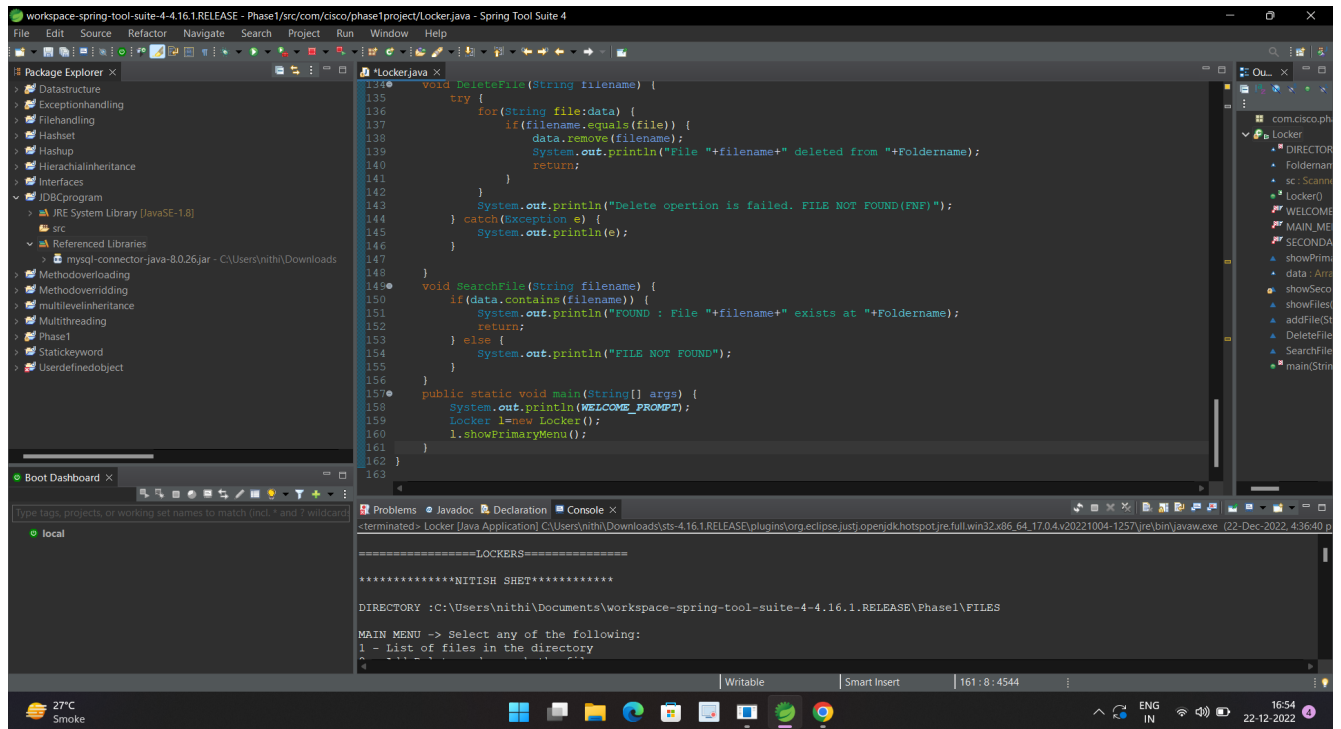 workspace-spring-tool-suite-4-4.16.1.RELEASE - Phase1/src/com/cisco/phase1project/Locker.java - Spring Tool Suite 4
File Edit Source Refactor Navigate Search Project Run Window Help
Package Explorer
Datastructure
Exceptionhandling
Filehandling
Hashset
Hashup
Hierachialinheritance
Interfaces
JDBCprogram
JRE System Library [JavaSE-1.8]
src
Referenced Libraries
mysql-connector-java-8.0.26.jar - C:\Users\nithi\Downloads
Methodoverloading
Methodoverridding
multilevelinheritance
Multithreading
Phase1
Statickeyword
Userdefinedobject
Boot Dashboard
Type tags, projects, or working set names to match (incl. * and ? wildcards
local
*Locker.java
134 void DeleteFile(String filename) {
135 try {
136 for(String file:data) {
137 if(filename.equals(file)) {
138 data.remove(filename);
139 System.out.println("File "+filename+" deleted from "+Foldername);
140 return;
141 }
142 }
143 System.out.println("Delete opertion is failed. FILE NOT FOUND(FNF)");
144 } catch(Exception e) {
145 System.out.println(e);
146 }
147
148 }
149 void SearchFile(String filename) {
150 if(data.contains(filename)) {
151 System.out.println("FOUND : File "+filename+" exists at "+Foldername);
152 return;
153 } else {
154 System.out.println("FILE NOT FOUND");
155 }
156 }
157 public static void main(String[] args) {
158 System.out.println(WELCOME_PROMPT);
159 Locker l=new Locker();
160 l.showPrimaryMenu();
161 }
162 }
163
Ou...
com.cisco.pha
Locker
DIRECTOR
Foldernam
sc : Scanne
Locker()
WELCOME
MAIN_ME
SECONDA
showPrima
data : Arra
showSeco
showFiles(
addFile(St
DeleteFile
SearchFile
main(Strin
Problems Javadoc Declaration Console
<terminated> Locker [Java Application] C:\Users\nithi\Downloads\sts-4.16.1.RELEASE\plugins\org.eclipse.justj.openjdk.hotspot.jre.full.win32.x86_64_17.0.4.v20221004-1257\jre\bin\javaw.exe (22-Dec-2022, 4:36:40 p
=================LOCKERS===============
**************NITISH SHET************
DIRECTORY :C:\Users\nithi\Documents\workspace-spring-tool-suite-4-4.16.1.RELEASE\Phase1\FILES
MAIN MENU -> Select any of the following:
1 - List of files in the directory
Writable Smart Insert 161 : 8 : 4544
27°C
Smoke
ENG
IN
16:54
22-12-2022
4